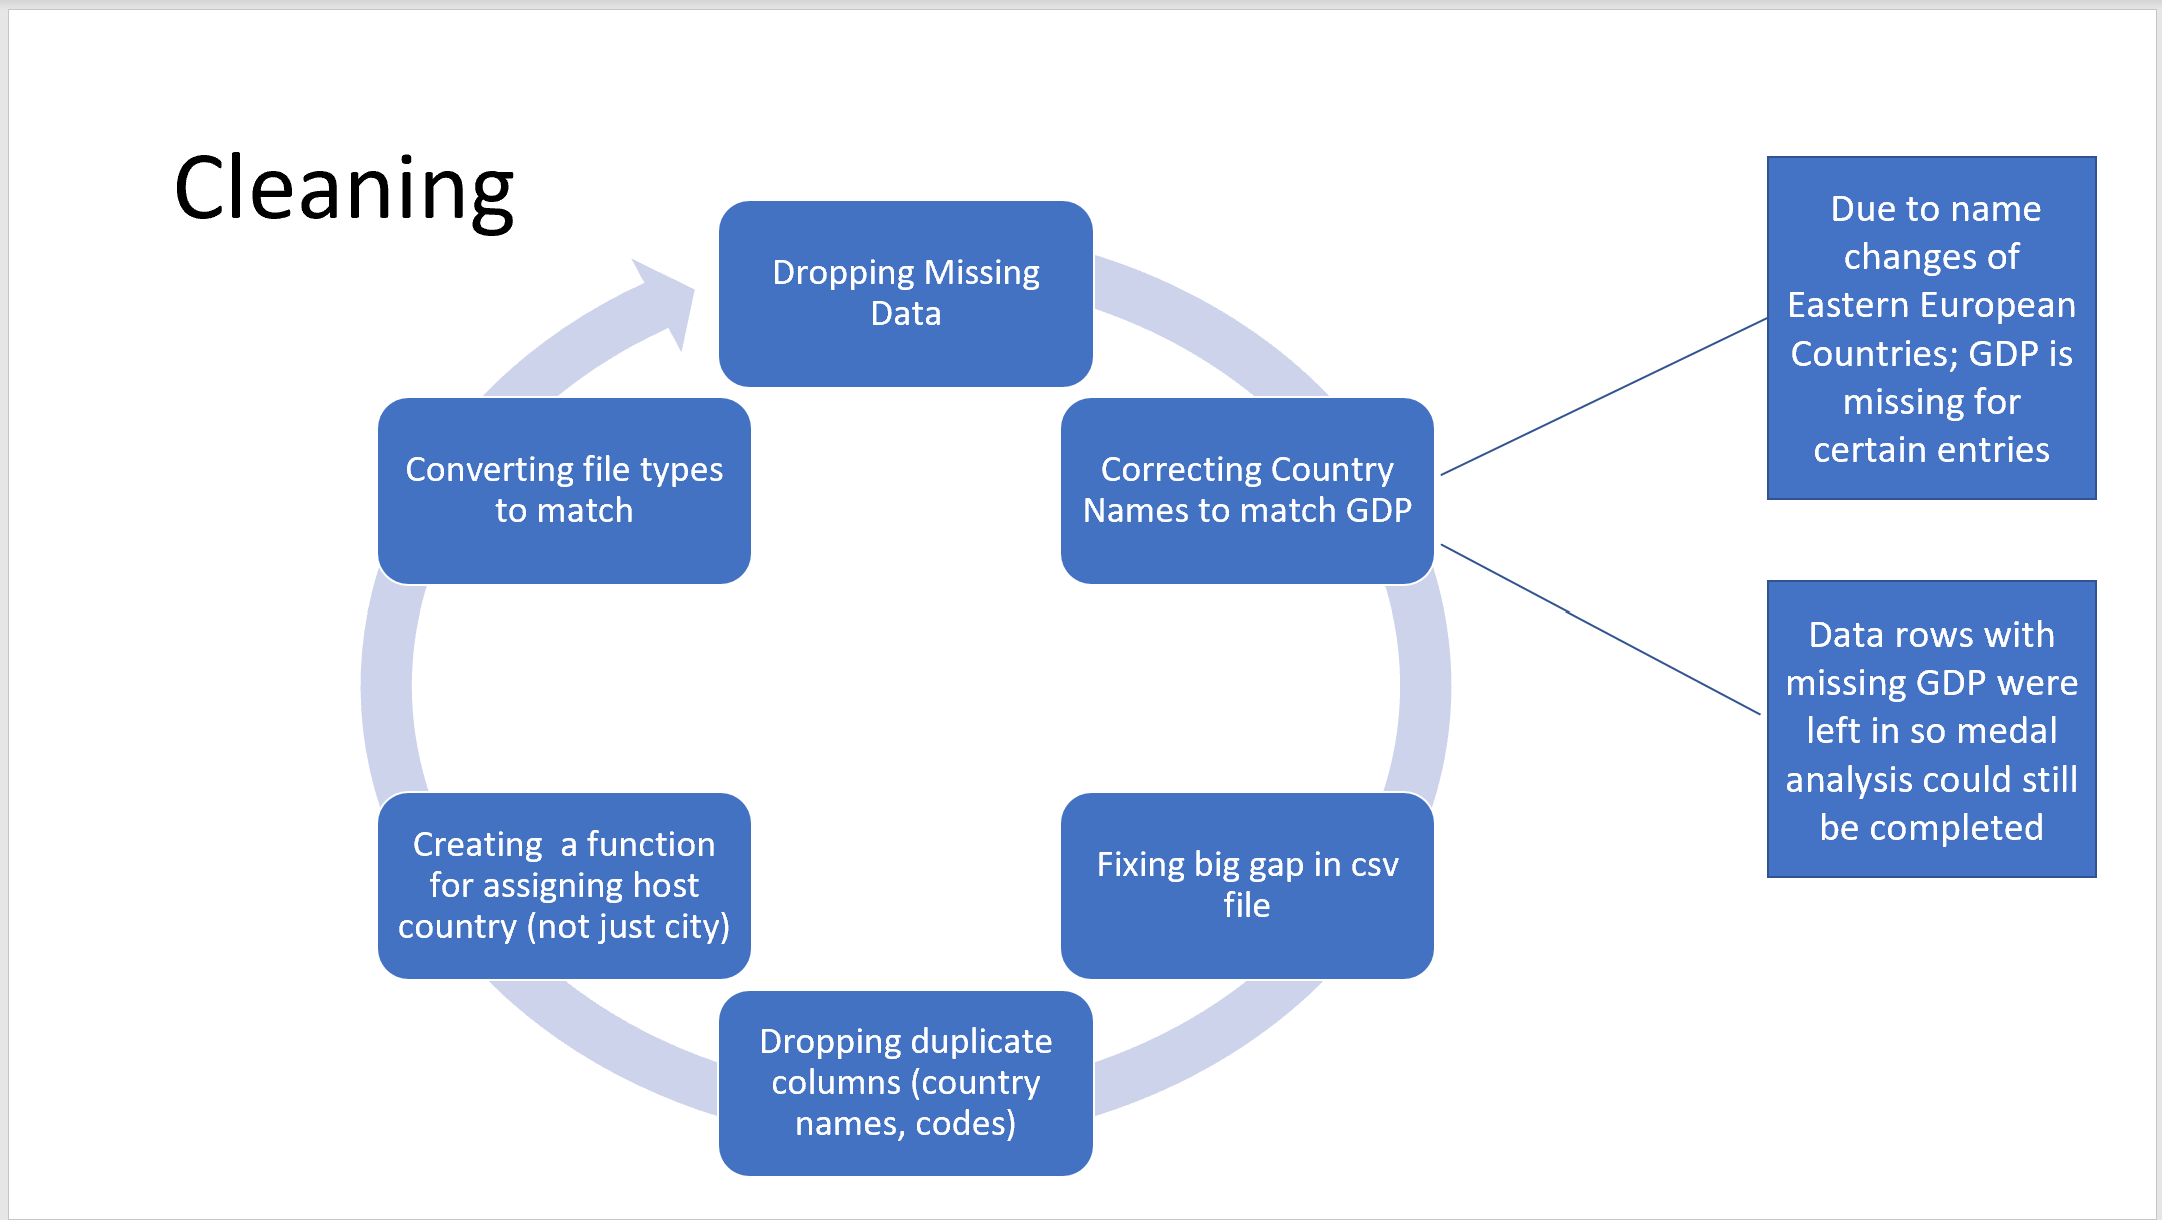 Cleaning
Dropping Missing
Data
Correcting Country
Names to match GDP
Fixing big gap in csv
file
Dropping duplicate
columns (country
names, codes)
Creating  a function
for assigning host
country (not just city)
Converting file types
to match
Due to name
changes of
Eastern European
Countries; GDP is
missing for
certain entries
Data rows with
missing GDP were
left in so medal
analysis could still
be completed